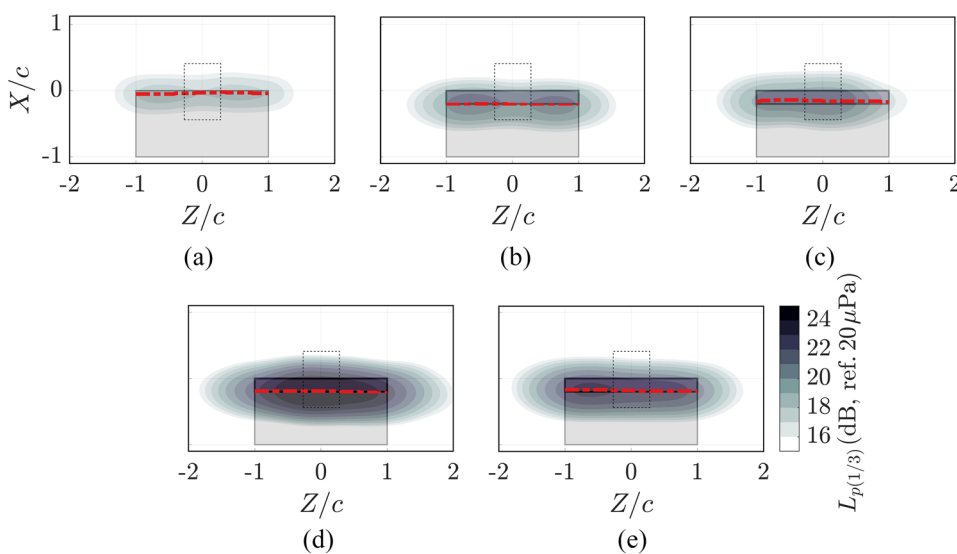 1
0
-1
X/c
-2 -1 0 1 2
-2 -1 0 1 2
-2 -1 0 1 2
Z/c
Z/c
Z/c
(a)
(b)
(c)
24
22
20
18
16
L_{p(1/3)}(dB, ref. 20 μPa)
-2 -1 0 1 2
-2 -1 0 1 2
Z/c
Z/c
(d)
(e)